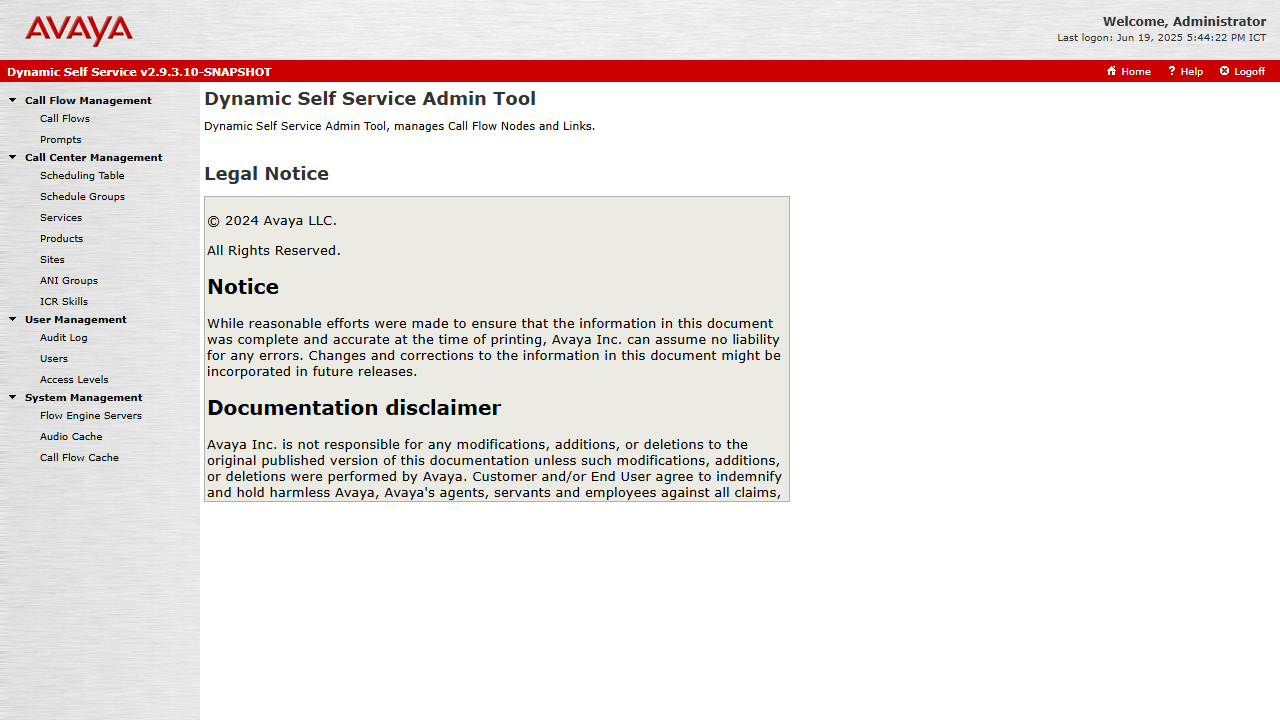 AVAYA
Welcome, Administrator
Last logon: Jun 19, 2025 5:44:22 PM ICT
Dynamic Self Service v2.9.3.10-SNAPSHOT
Home
? Help
Logoff
Call Flow Management
Call Flows
Prompts
Call Center Management
Scheduling Table
Schedule Groups
Services
Products
Sites
ANI Groups
ICR Skills
User Management
Audit Log
Users
Access Levels
System Management
Flow Engine Servers
Audio Cache
Call Flow Cache
Dynamic Self Service Admin Tool
Dynamic Self Service Admin Tool, manages Call Flow Nodes and Links.
Legal Notice
© 2024 Avaya LLC.
All Rights Reserved.
Notice
While reasonable efforts were made to ensure that the information in this document
was complete and accurate at the time of printing, Avaya Inc. can assume no liability
for any errors. Changes and corrections to the information in this document might be
incorporated in future releases.
Documentation disclaimer
Avaya Inc. is not responsible for any modifications, additions, or deletions to the
original published version of this documentation unless such modifications, additions,
or deletions were performed by Avaya. Customer and/or End User agree to indemnify
and hold harmless Avaya, Avaya's agents, servants and employees against all claims,